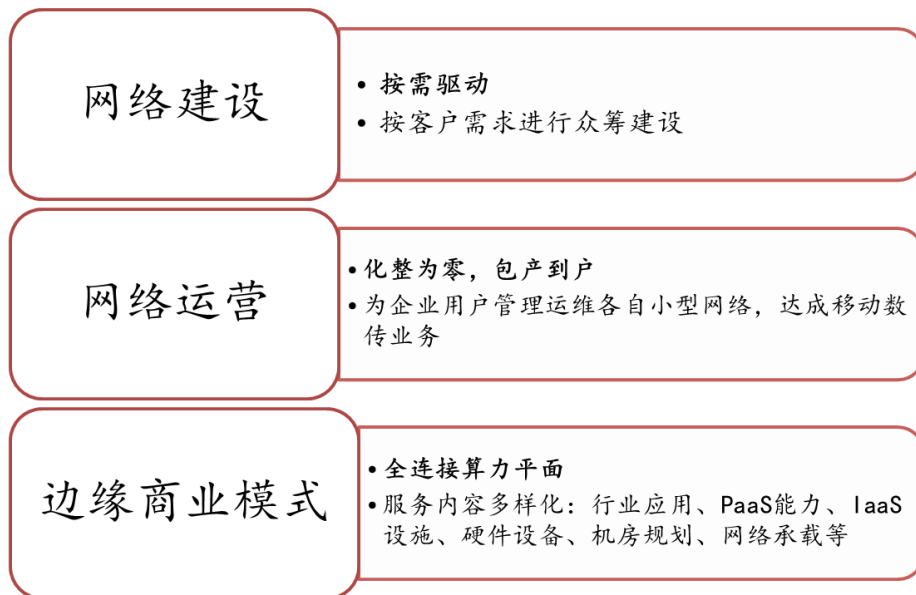 网络建设
• 按需驱动
• 按客户需求进行众筹建设
网络运营
• 化整为零，包产到户
• 为企业用户管理运维各自小型网络，达成移动数
传业务
边缘商业模式
• 全连接算力平面
• 服务内容多样化：行业应用、PaaS能力、IaaS
设施、硬件设备、机房规划、网络承载等